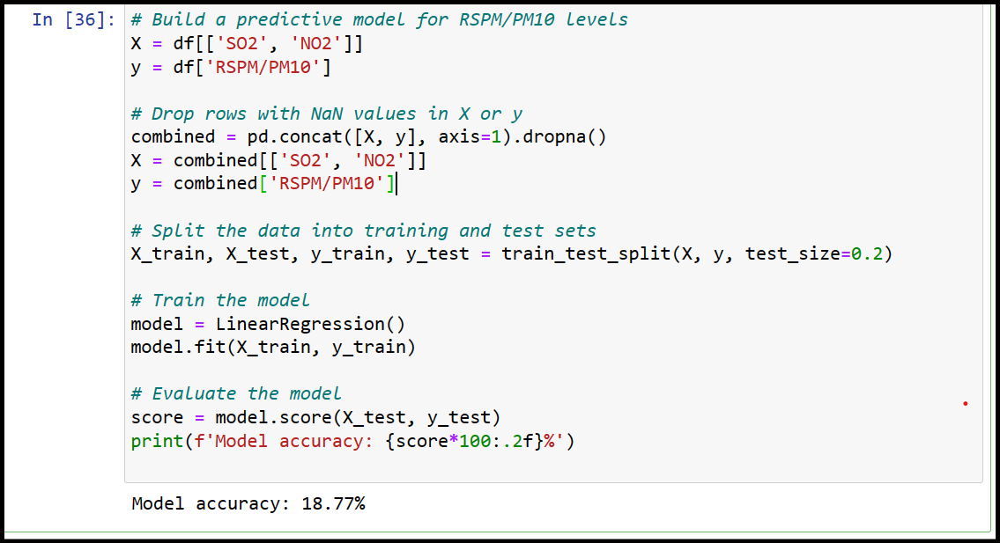 In [36]: # Build a predictive model for RSPM/PM10 levels
X = df[['SO2', 'NO2']]
y = df['RSPM/PM10']
# Drop rows with NaN values in X or y
combined = pd.concat([X, y], axis=1).dropna()
X = combined[['SO2', 'NO2']]
y = combined['RSPM/PM10']
# Split the data into training and test sets
X_train, X_test, y_train, y_test = train_test_split(X, y, test_size=0.2)
# Train the model
model = LinearRegression()
model.fit(X_train, y_train)
# Evaluate the model
score = model.score(X_test, y_test)
print(f'Model accuracy: {score*100:.2f}%')
Model accuracy: 18.77%